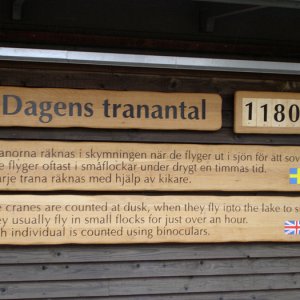 Dagens tranantal
1180
anorna räknas i skymningen när de flyger ut i sjön för att sov
e flyger oftast i småflockar under drygt en timmas tid.
arje trana räknas med hjälp av kikare.
e cranes are counted at dusk, when they fly into the lake to s
ey usually fly in small flocks for just over an hour.
ch individual is counted using binoculars.